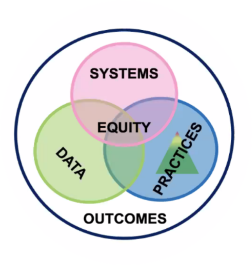 SYSTEMS
EQUITY
DATA
PRACTICES
OUTCOMES